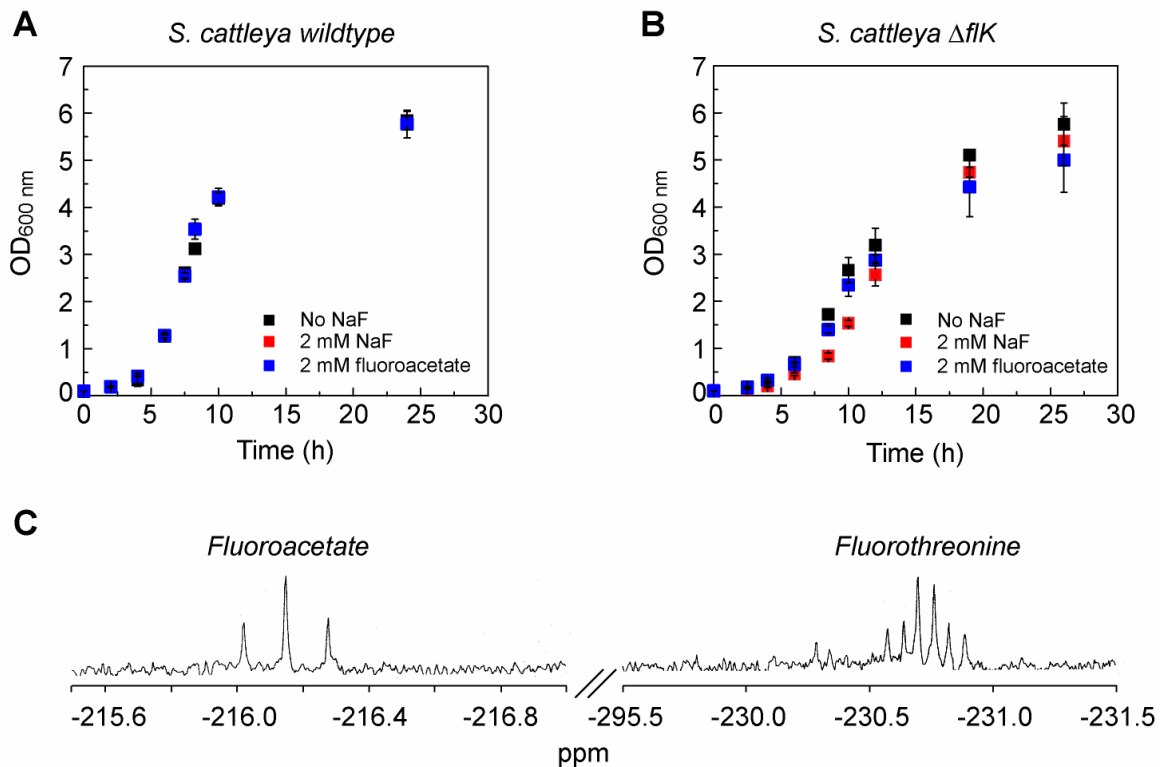 A
S. cattleya wildtype
7
6
5
4
3
2
1
0
OD600 nm
No NaF
2 mM NaF
2 mM fluoroacetate
0 5 10 15 20 25 30
Time (h)
B
S. cattleya ΔflK
7
6
5
4
3
2
1
0
OD600 nm
No NaF
2 mM NaF
2 mM fluoroacetate
0 5 10 15 20 25 30
Time (h)
C
Fluoroacetate
Fluorothreonine
-215.6 -216.0 -216.4 -216.8 -295.5 -230.0 -230.5 -231.0 -231.5
ppm